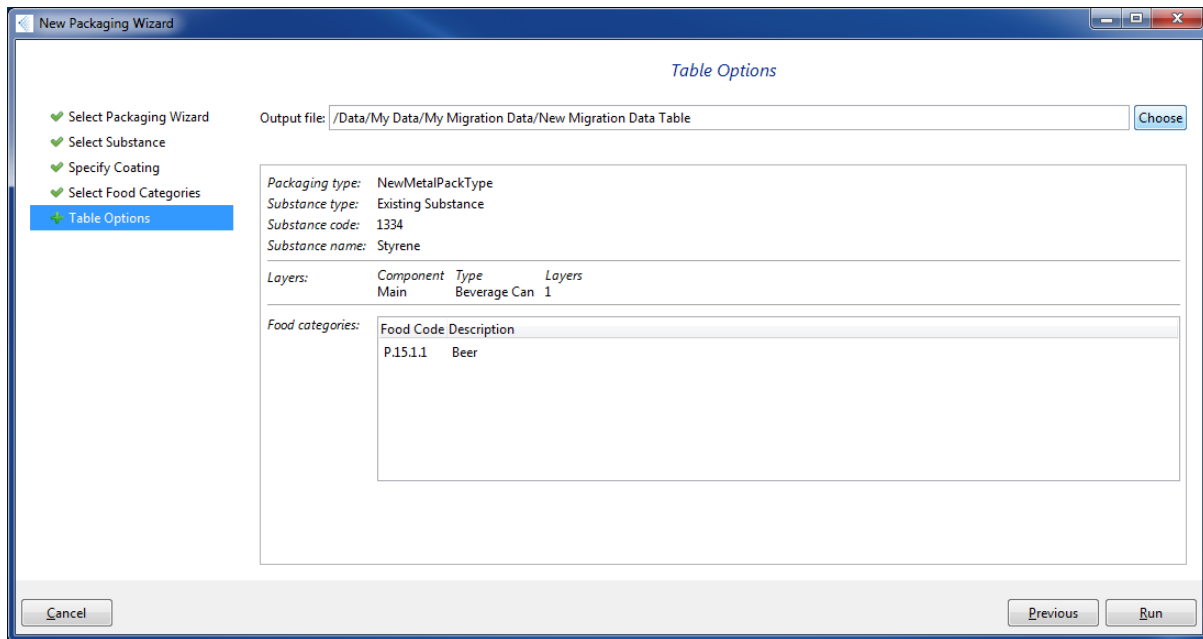 New Packaging Wizard
Table Options
Select Packaging Wizard
Select Substance
Specify Coating
Select Food Categories
Table Options
Output file: /Data/My Data/My Migration Data/New Migration Data Table Choose
Packaging type: NewMetalPackType
Substance type: Existing Substance
Substance code: 1334
Substance name: Styrene
Layers: Component Type Layers
Main Beverage Can 1
Food categories: Food Code Description
P.15.1.1 Beer
Cancel Previous Run